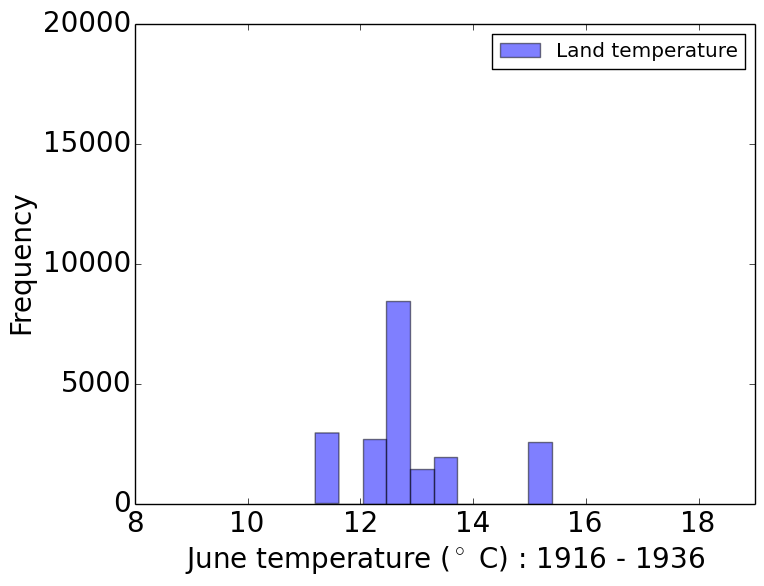 20000
15000
10000
5000
0
Frequency
Land temperature
8 10 12 14 16 18
June temperature (° C) : 1916 - 1936